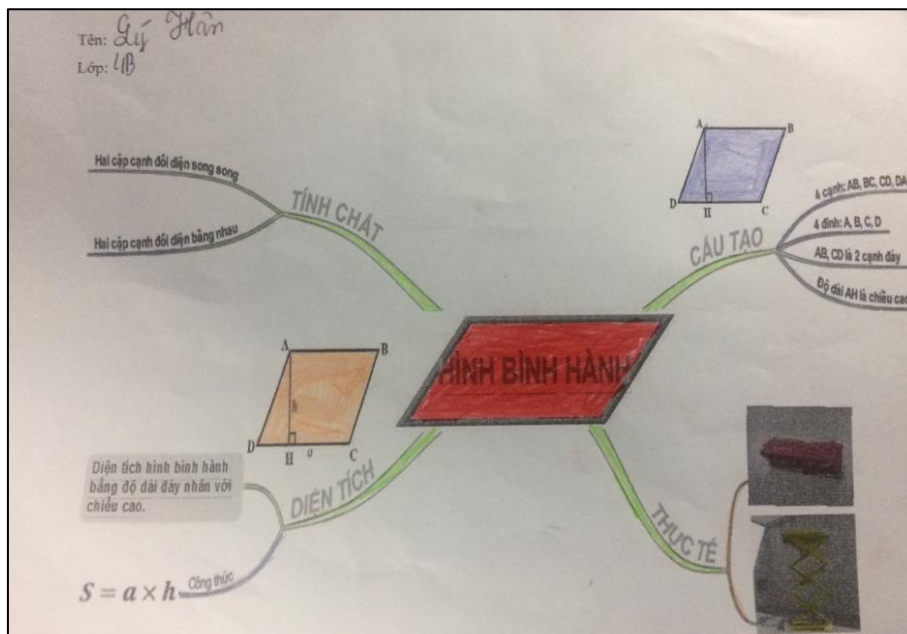 Tên: Lý Hân
Lớp: 4B
Hai cặp cạnh đối diện song song
TÍNH CHẤT
Hai cặp cạnh đối diện bằng nhau
A B
D H C
CẤU TẠO
4 cạnh: AB, BC, CD, DA
4 đỉnh: A, B, C, D
AB, CD là 2 cạnh đáy
Độ dài AH là chiều cao
HÌNH BÌNH HÀNH
A B
h
D H a C
DIỆN TÍCH
Diện tích hình bình hành
bằng độ dài đáy nhân với
chiều cao.
Công thức
S = a × h
THỰC TẾ